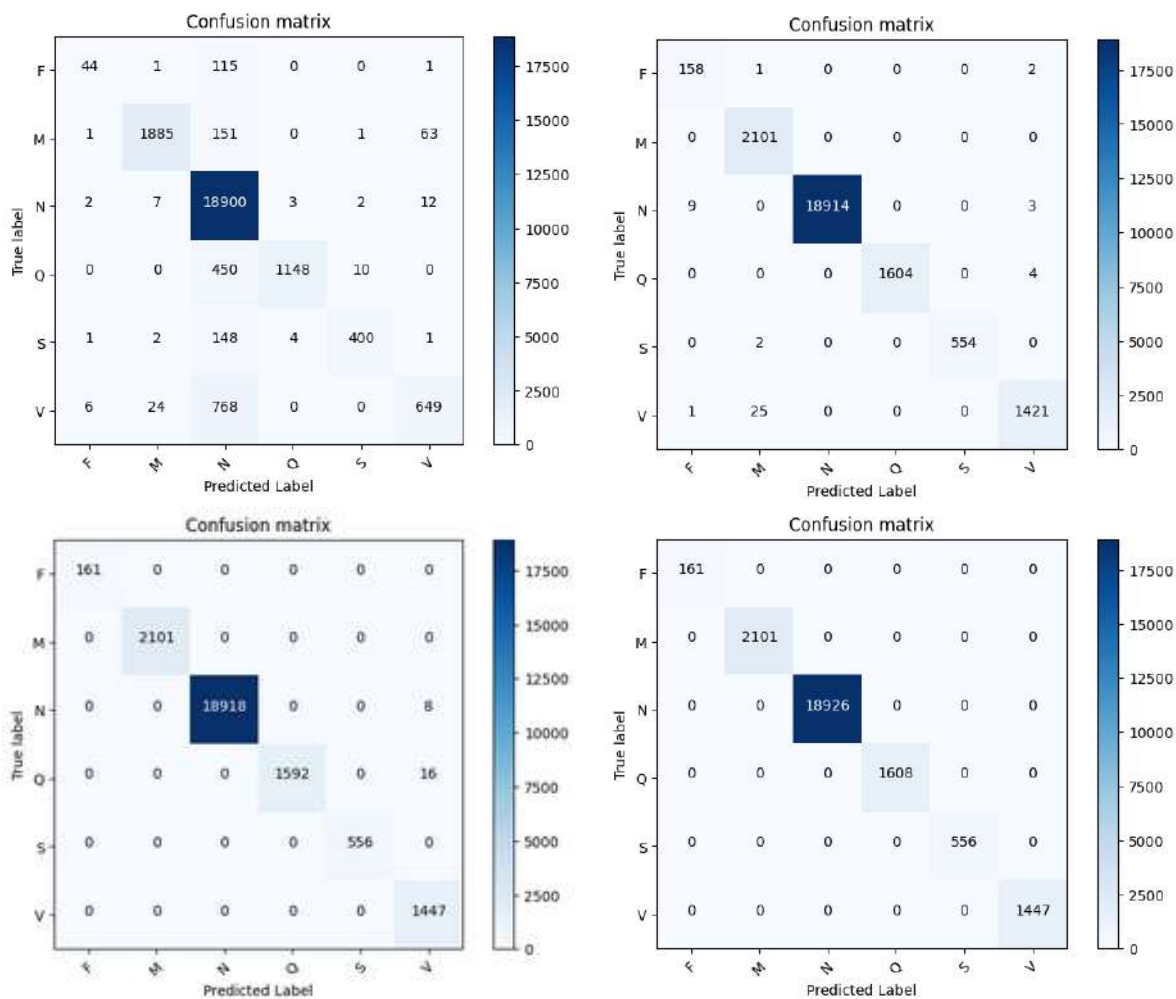 Confusion matrix
F 44 1 115 0 0 1
M 1 1885 151 0 1 63
N 2 7 18900 3 2 12
Q 0 0 450 1148 10 0
S 1 2 148 4 400 1
V 6 24 768 0 0 649
F M N Q S V
True label
Predicted Label
17500
15000
12500
10000
7500
5000
2500
0
Confusion matrix
F 158 1 0 0 0 2
M 0 2101 0 0 0 0
N 9 0 18914 0 0 3
Q 0 0 0 1604 0 4
S 0 2 0 0 554 0
V 1 25 0 0 0 1421
F M N Q S V
True label
Predicted Label
17500
15000
12500
10000
7500
5000
2500
0
Confusion matrix
F 161 0 0 0 0 0
M 0 2101 0 0 0 0
N 0 0 18918 0 0 8
Q 0 0 0 1592 0 16
S 0 0 0 0 556 0
V 0 0 0 0 0 1447
F M N Q S V
True label
Predicted Label
17500
15000
12500
10000
7500
5000
2500
0
Confusion matrix
F 161 0 0 0 0 0
M 0 2101 0 0 0 0
N 0 0 18926 0 0 0
Q 0 0 0 1608 0 0
S 0 0 0 0 556 0
V 0 0 0 0 0 1447
F M N Q S V
True label
Predicted Label
17500
15000
12500
10000
7500
5000
2500
0